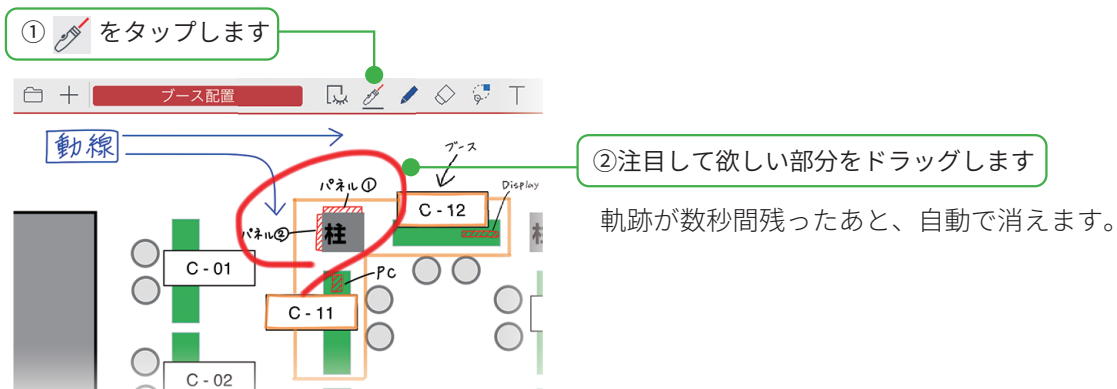 ① をタップします
ブース配置
動線
ブース
パネル①
Display
C - 12
②注目して欲しい部分をドラッグします
軌跡が数秒間残ったあと、自動で消えます。
パネル②
柱
柱
C - 01
PC
C - 11
C - 02